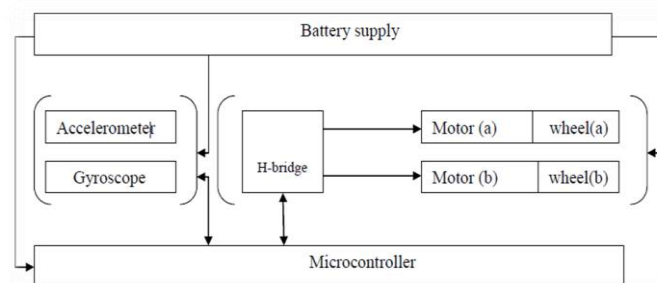 Battery supply
Accelerometer
Motor (a) wheel(a)
H-bridge
Gyroscope
Motor (b) wheel(b)
Microcontroller